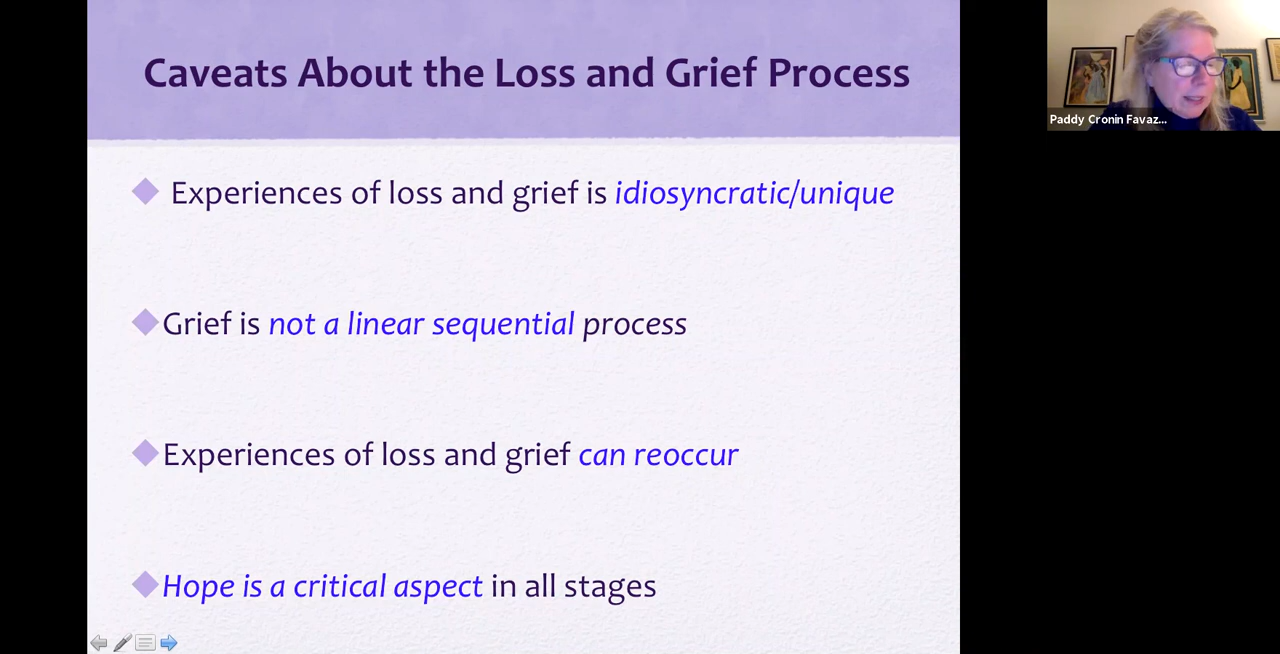 Caveats About the Loss and Grief Process
Experiences of loss and grief is idiosyncratic/unique
Grief is not a linear sequential process
Experiences of loss and grief can reoccur
Hope is a critical aspect in all stages
Paddy Cronin Favaz...